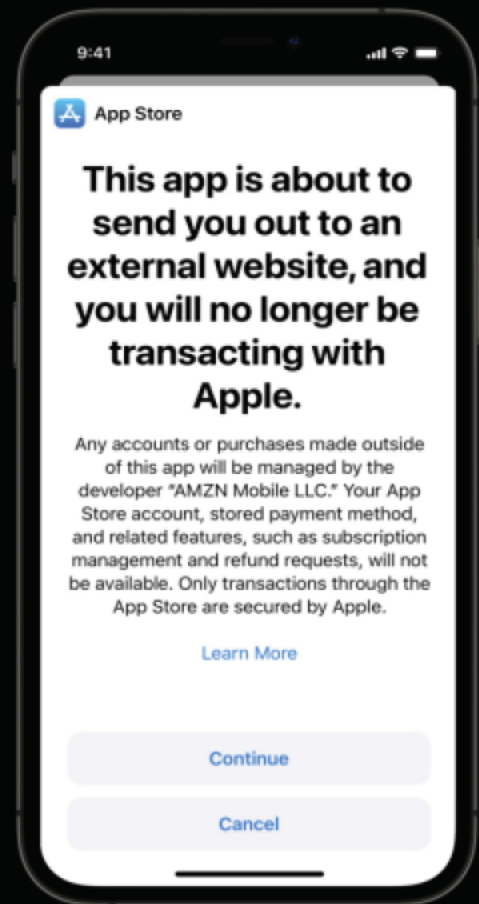 9:41
App Store
This app is about to
send you out to an
external website, and
you will no longer be
transacting with
Apple.
Any accounts or purchases made outside
of this app will be managed by the
developer “AMZN Mobile LLC.” Your App
Store account, stored payment method,
and related features, such as subscription
management and refund requests, will not
be available. Only transactions through the
App Store are secured by Apple.
Learn More
Continue
Cancel